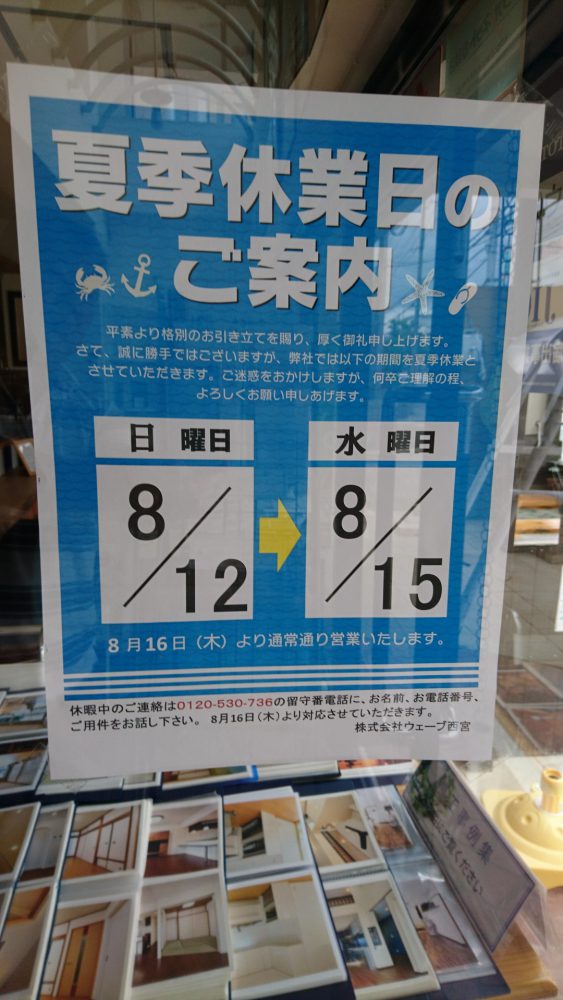 夏季休業日の
ご案内
平素より格別のお引き立てを賜り、厚く御礼申し上げます。
さて、誠に勝手ではございますが、弊社では以下の期間を夏季休業と
させていただきます。ご迷惑をおかけしますが、何卒ご理解の程、
よろしくお願い申しあげます。
日 曜日
水 曜日
8/12
8/15
8月16日（木）より通常通り営業いたします。
休暇中のご連絡は0120-530-736の留守番電話に、お名前、お電話番号、
ご用件をお話し下さい。 8月16日(木)より対応させていただきます。
株式会社ウェーブ西宮
事例集
ご覧ください